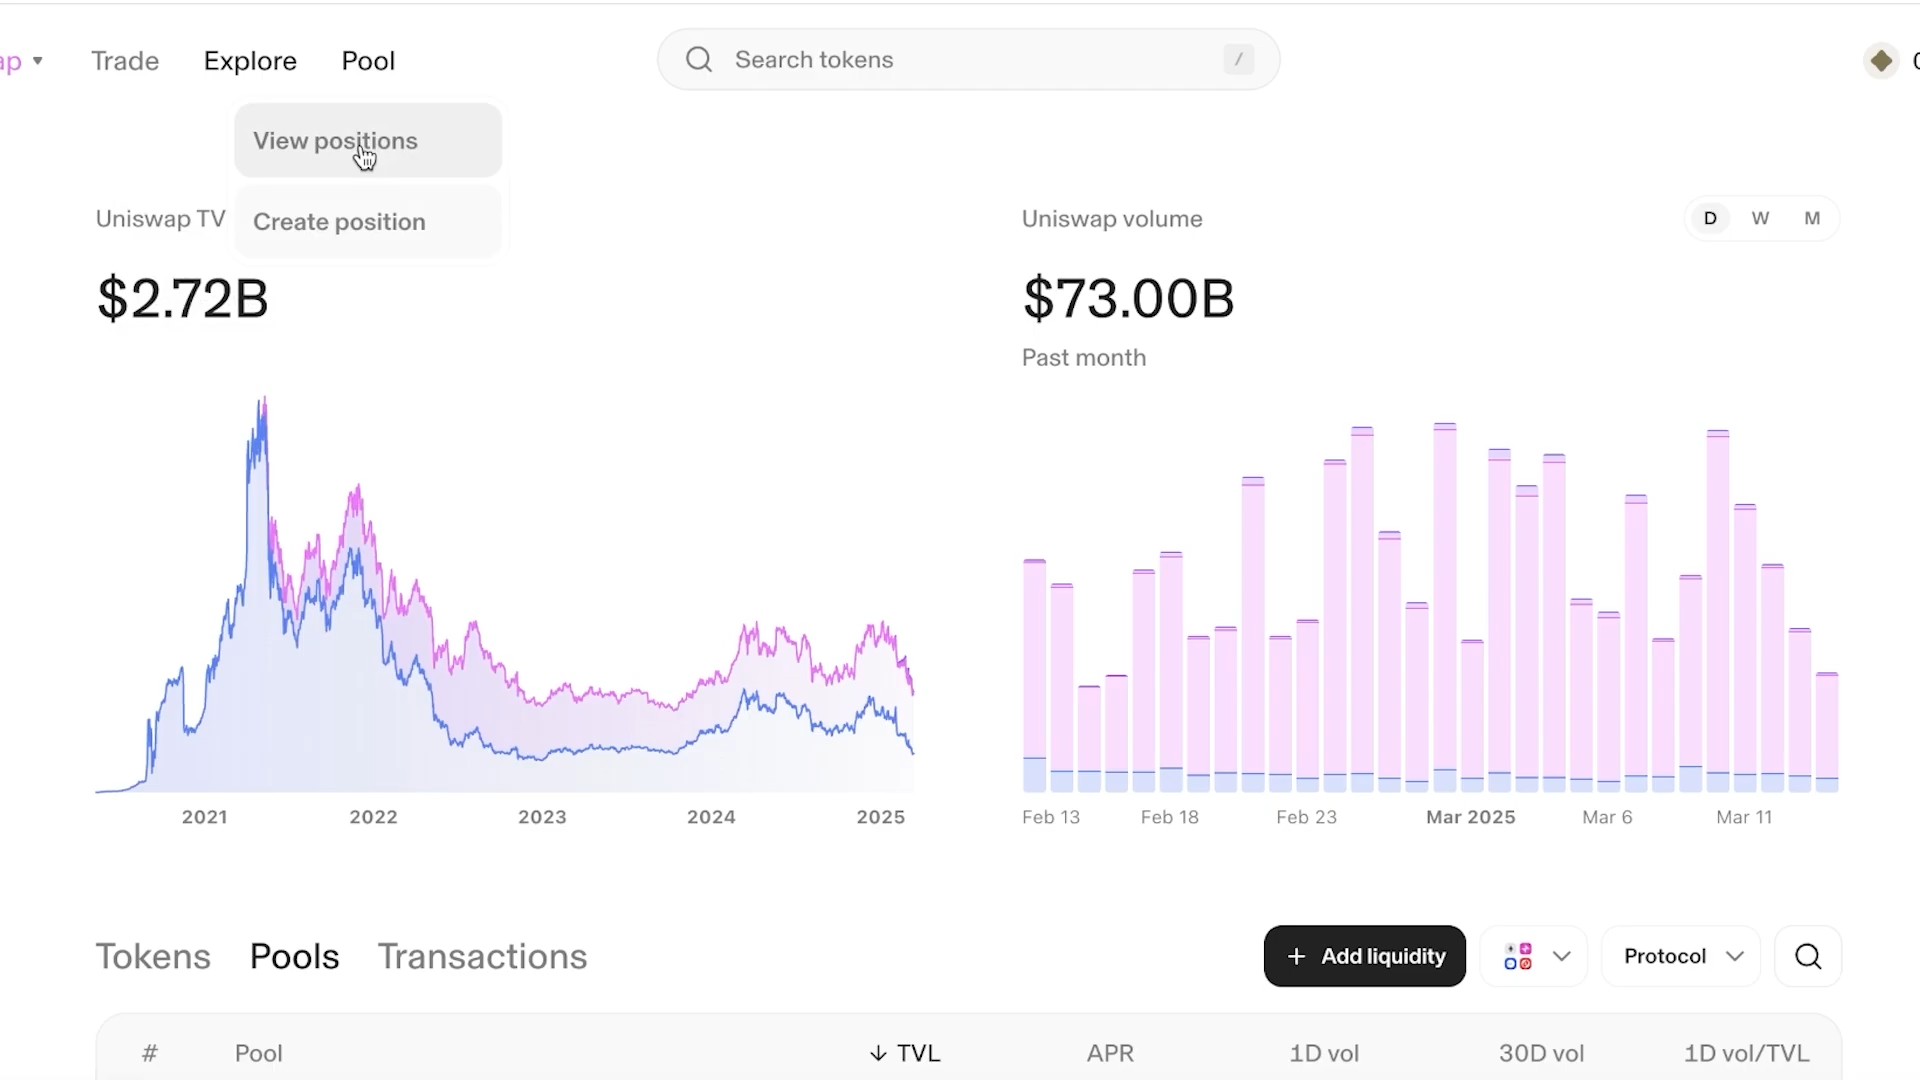 ap Trade Explore Pool
Search tokens /
View positions
Create position
Uniswap TV
$2.72B
2021 2022 2023 2024 2025
Uniswap volume
D W M
$73.00B
Past month
Feb 13 Feb 18 Feb 23 Mar 2025 Mar 6 Mar 11
Tokens Pools Transactions
+ Add liquidity
Protocol
# Pool ↓ TVL APR 1D vol 30D vol 1D vol/TVL